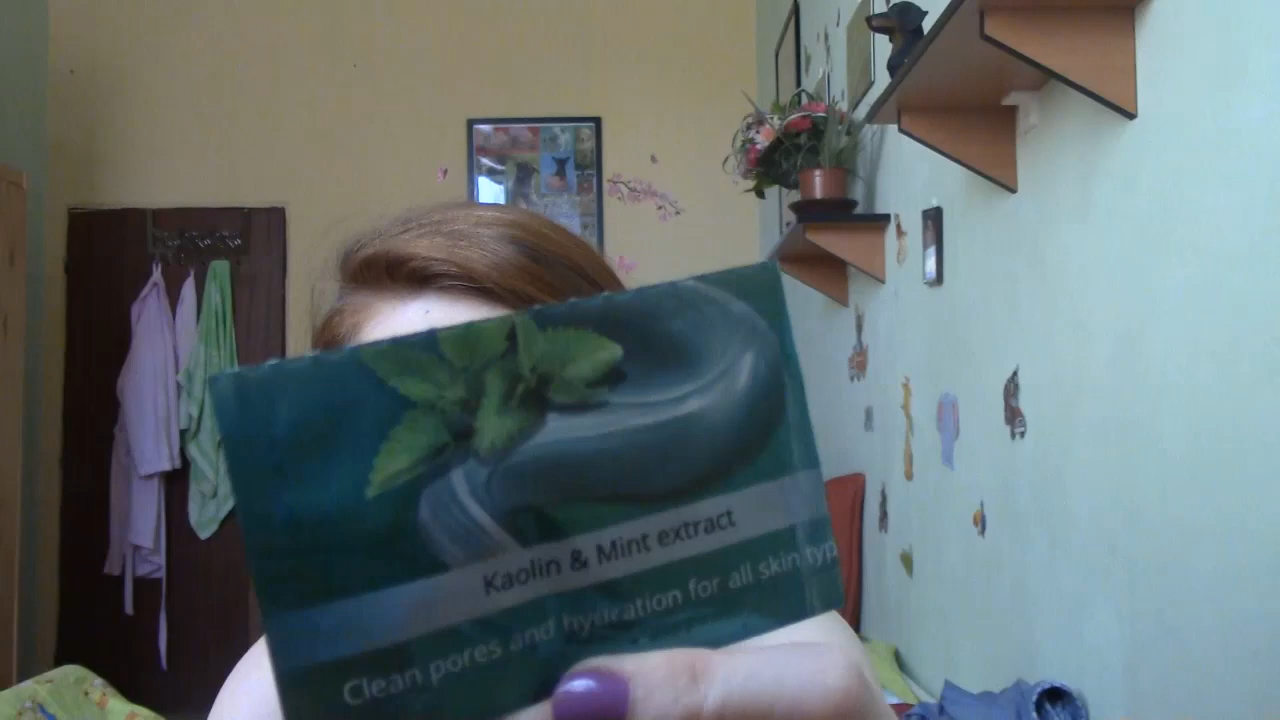 Kaolin & Mint extract
Clean pores and hydration for all skin typ